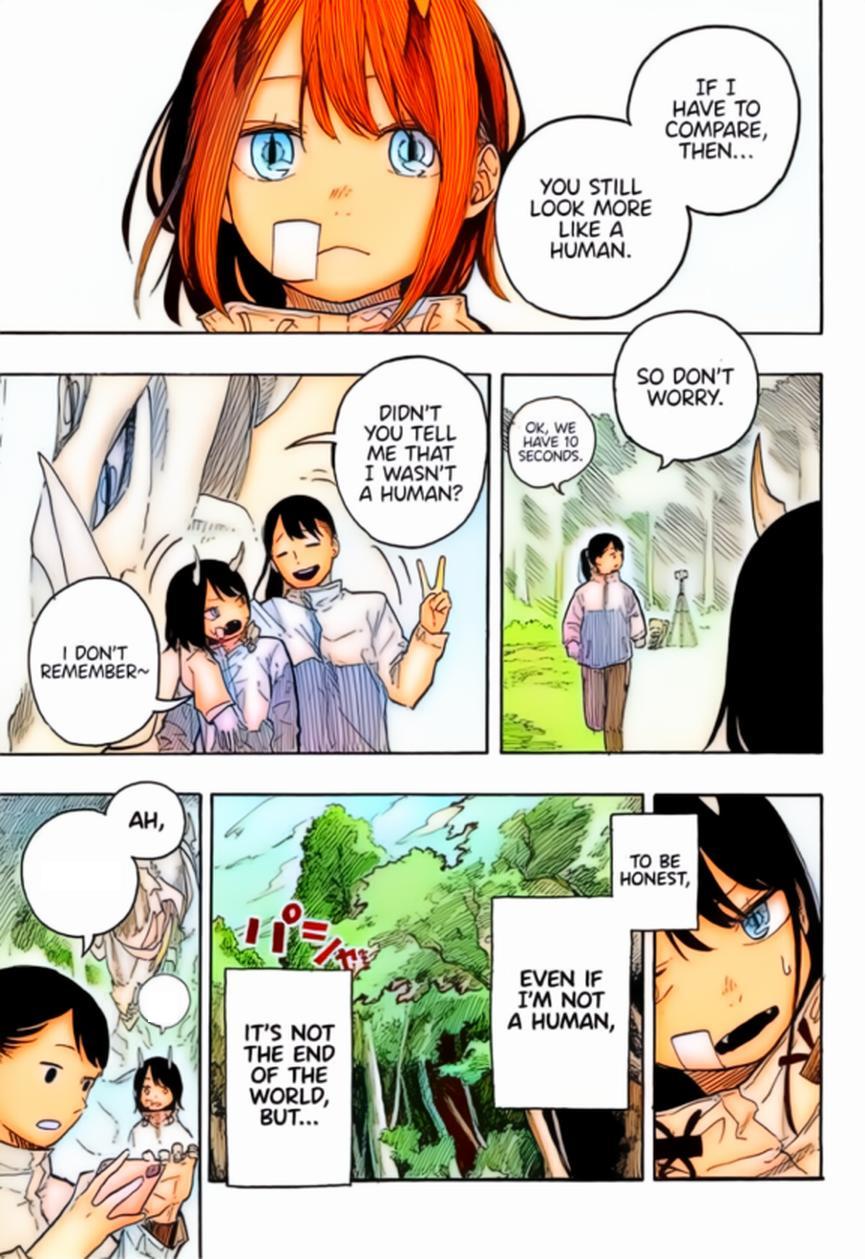 IF I
HAVE TO
COMPARE,
THEN...
YOU STILL
LOOK MORE
LIKE A
HUMAN.
SO DON'T
WORRY.
OK, WE
HAVE 10
SECONDS.
DIDN'T
YOU TELL
ME THAT
I WASN'T
A HUMAN?
I DON'T
REMEMBER~
TO BE
HONEST,
EVEN IF
I'M NOT
A HUMAN,
パシャ
IT'S NOT
THE END
OF THE
WORLD,
BUT...
AH,